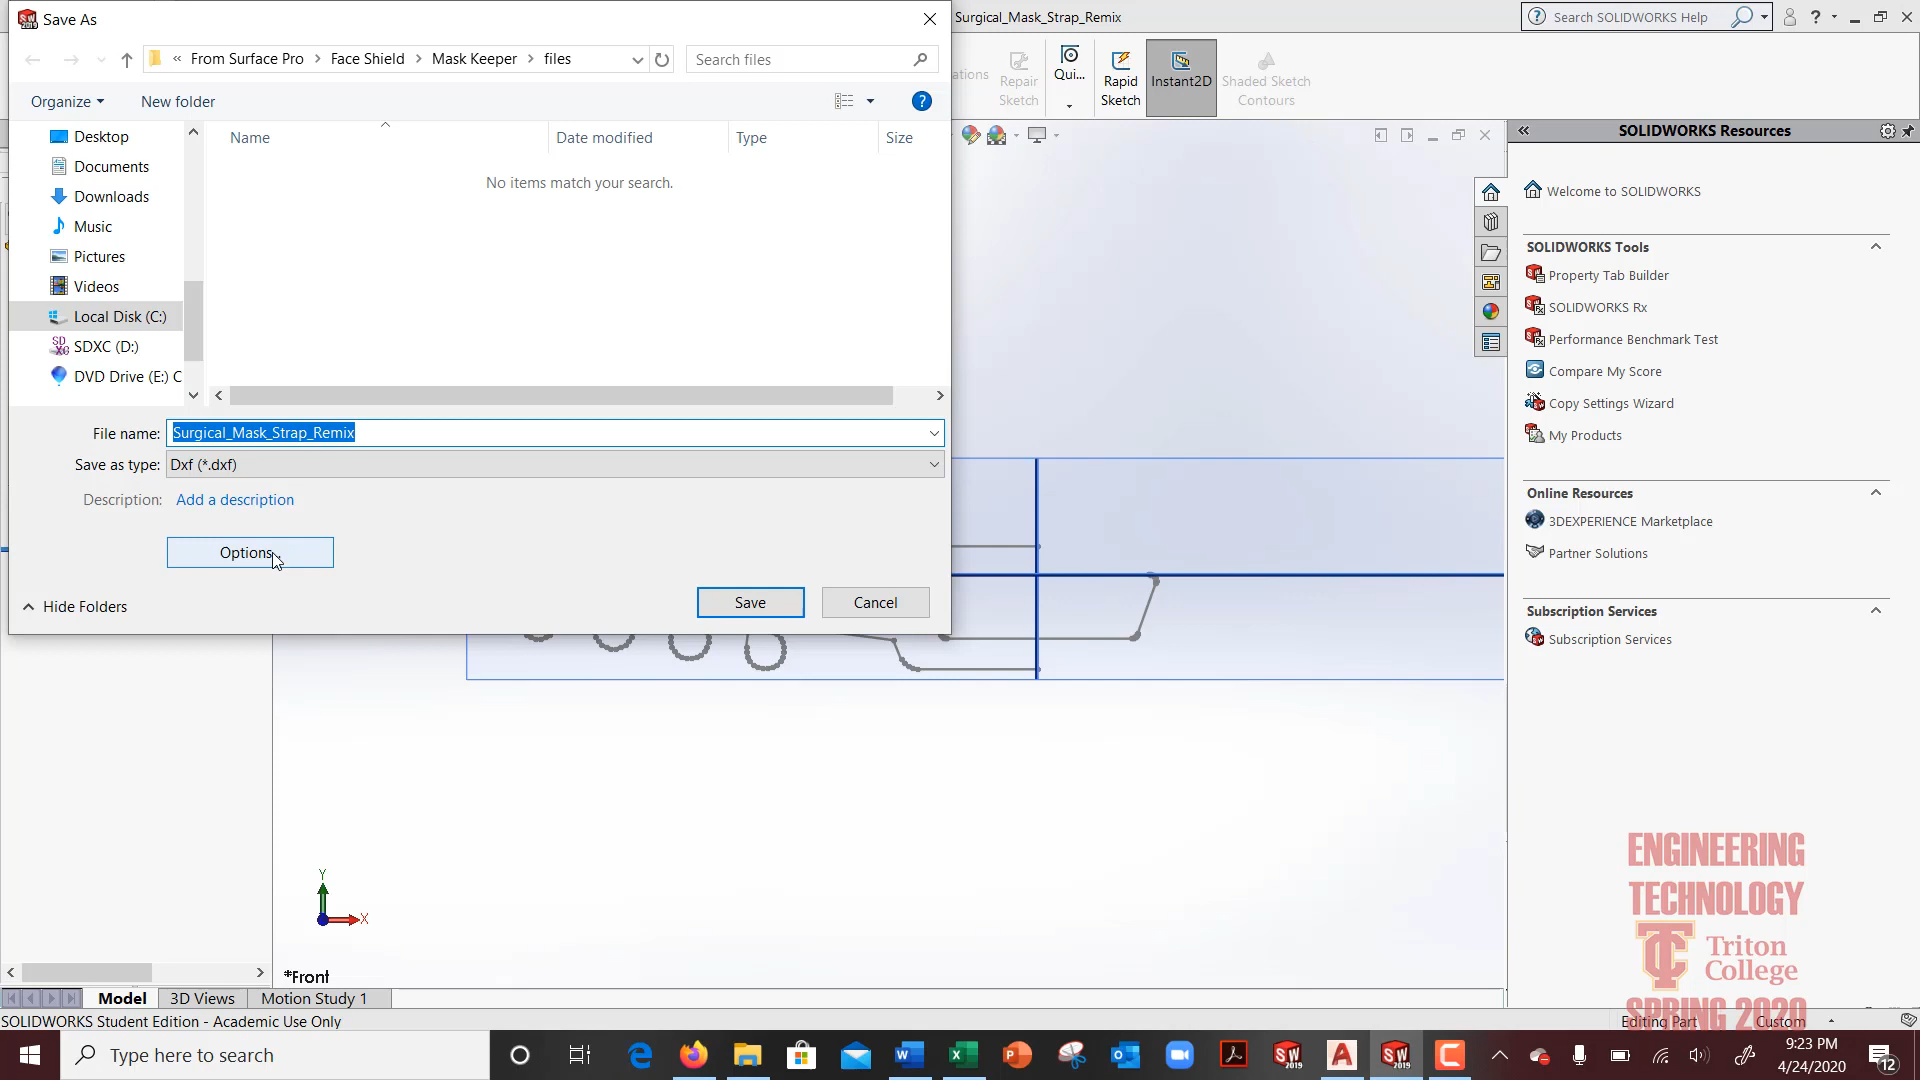 Save As
Surgical_Mask_Strap_Remix
Search SOLIDWORKS Help
« From Surface Pro > Face Shield > Mask Keeper > files
Search files
Repair Sketch
Qui...
Rapid Sketch
Instant2D
Shaded Sketch Contours
Organize
New folder
Desktop
Documents
Downloads
Music
Pictures
Videos
Local Disk (C:)
SDXC (D:)
DVD Drive (E:) C
Name
Date modified
Type
Size
No items match your search.
File name:
Surgical_Mask_Strap_Remix
Save as type:
Dxf (*.dxf)
Description:
Add a description
Options
Hide Folders
Save
Cancel
SOLIDWORKS Resources
Welcome to SOLIDWORKS
SOLIDWORKS Tools
Property Tab Builder
SOLIDWORKS Rx
Performance Benchmark Test
Compare My Score
Copy Settings Wizard
My Products
Online Resources
3DEXPERIENCE Marketplace
Partner Solutions
Subscription Services
Subscription Services
Y
X
*Front
ENGINEERING
TECHNOLOGY
Triton
College
SPRING 2020
Model
3D Views
Motion Study 1
SOLIDWORKS Student Edition - Academic Use Only
Editing Part
Custom
Type here to search
9:23 PM
4/24/2020
12